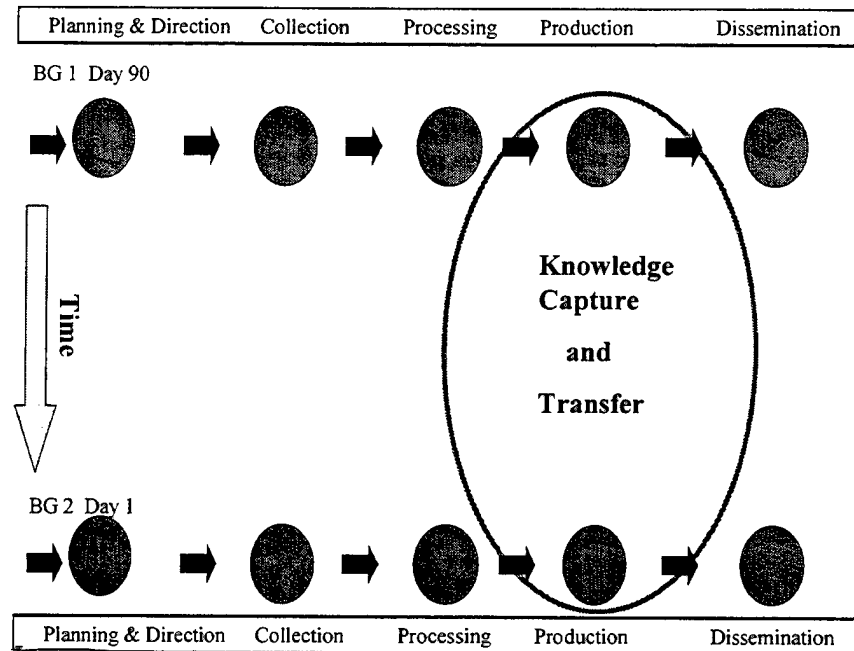 Planning & Direction Collection Processing Production Dissemination
BG 1 Day 90
Knowledge
Capture
and
Transfer
Time
BG 2 Day 1
Planning & Direction Collection Processing Production Dissemination